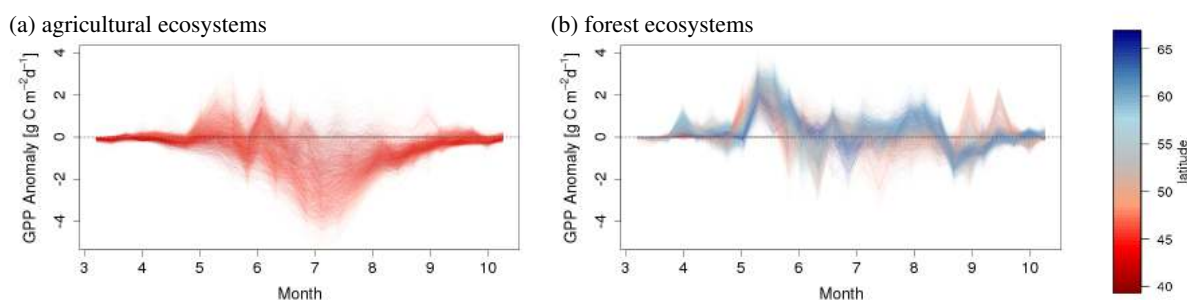 (a) agricultural ecosystems
(b) forest ecosystems
GPP Anomaly [g C m⁻²d⁻¹]
4
2
0
-2
-4
3 4 5 6 7 8 9 10
Month
GPP Anomaly [g C m⁻²d⁻¹]
4
2
0
-2
-4
3 4 5 6 7 8 9 10
Month
65
60
55
50
45
40
latitude